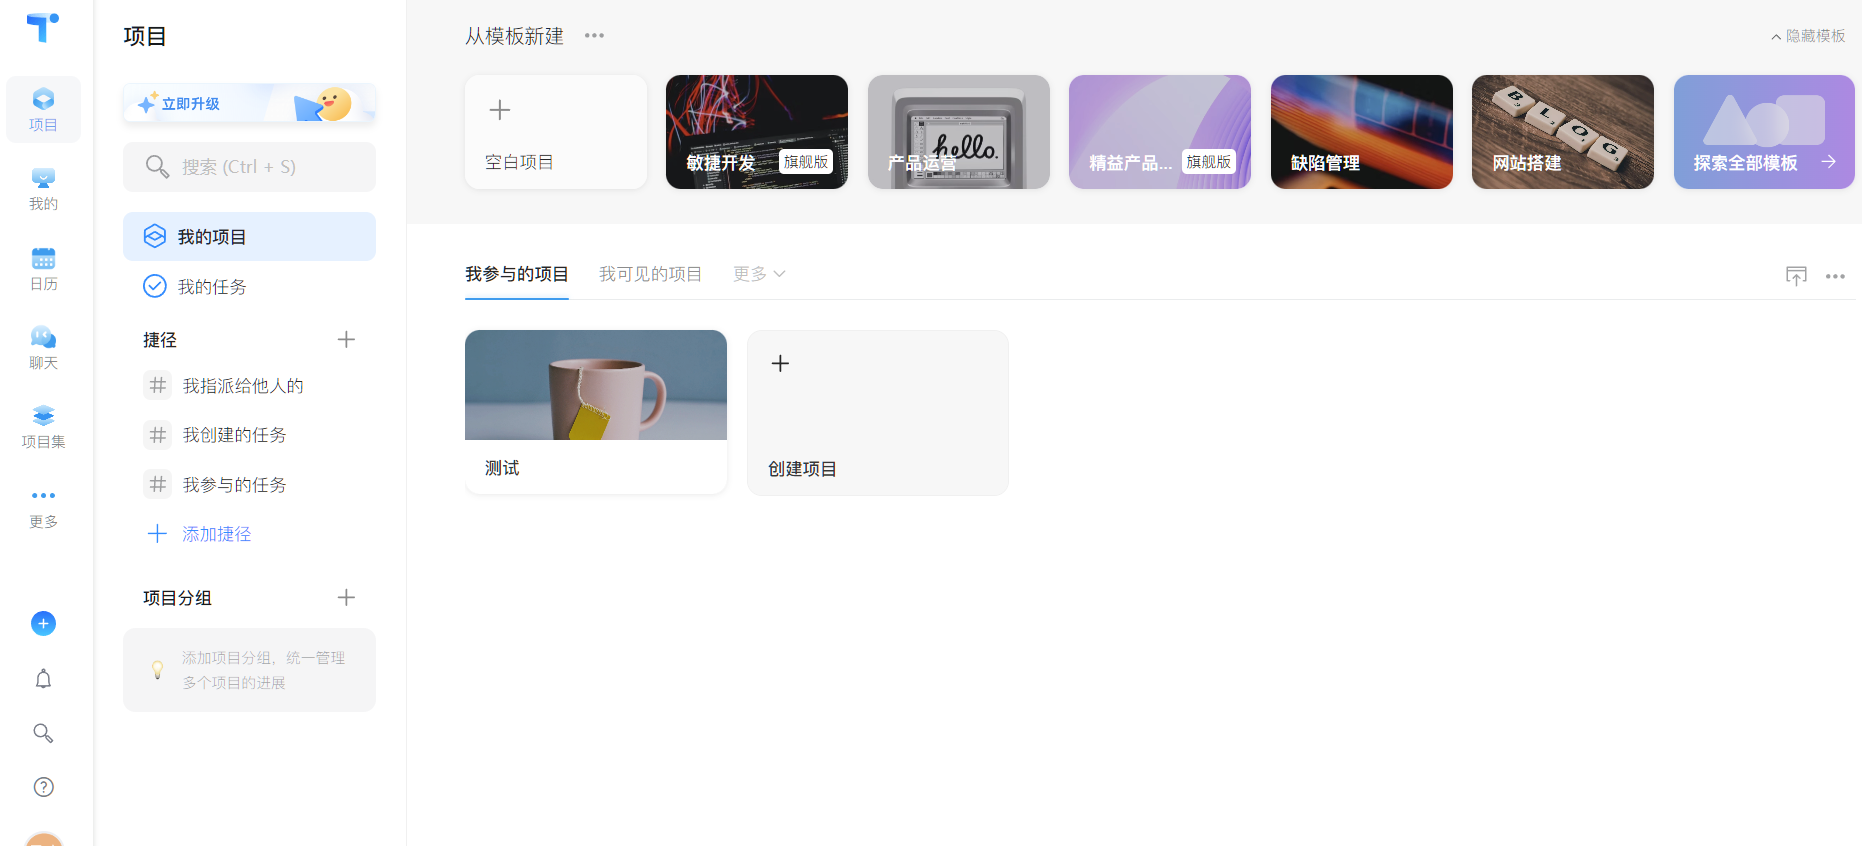 项目
我的
日历
聊天
项目集
更多
项目
立即升级
搜索 (Ctrl + S)
我的项目
我的任务
捷径
我指派给他人的
我创建的任务
我参与的任务
添加捷径
项目分组
添加项目分组，统一管理
多个项目的进展
从模板新建
隐藏模板
空白项目
敏捷开发 旗舰版
hello.
产品运营
精益产品... 旗舰版
缺陷管理
BLOG
网站搭建
探索全部模板
我参与的项目 我可见的项目 更多
测试
创建项目